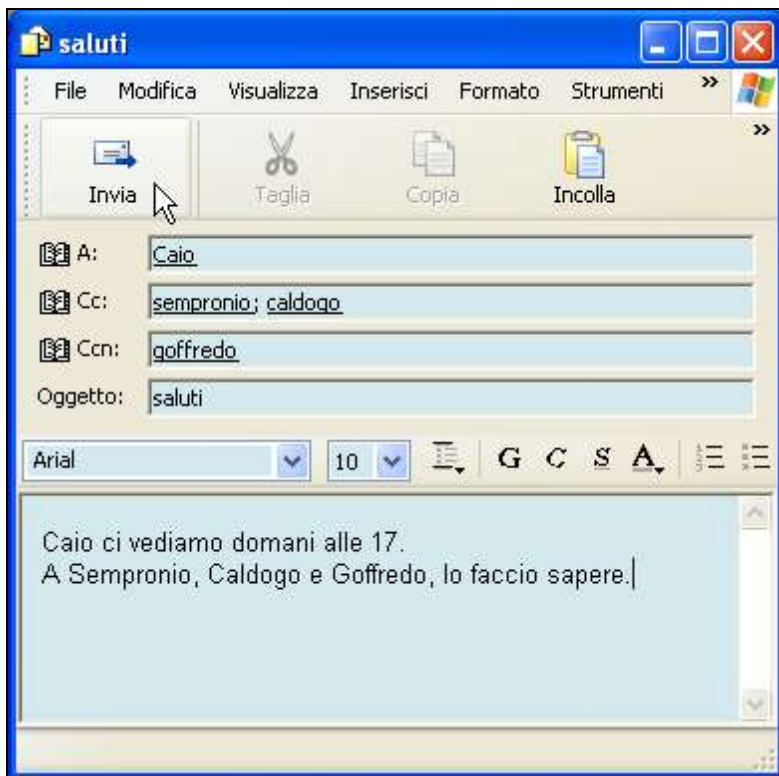 saluti
File Modifica Visualizza Inserisci Formato Strumenti »
Invia Taglia Copia Incolla »
A: Caio
Cc: sempronio; caldogo
Ccn: goffredo
Oggetto: saluti
Arial 10 G C S A
Caio ci vediamo domani alle 17.
A Sempronio, Caldogo e Goffredo, lo faccio sapere.